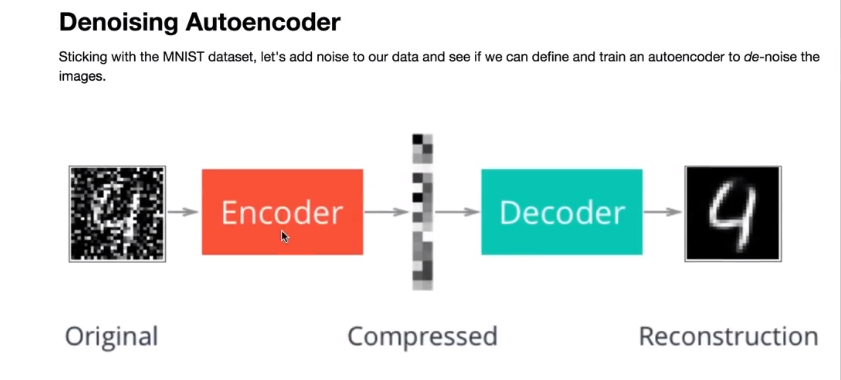 Denoising Autoencoder
Sticking with the MNIST dataset, let's add noise to our data and see if we can define and train an autoencoder to de-noise the
images.
Encoder
Decoder
Original
Compressed
Reconstruction